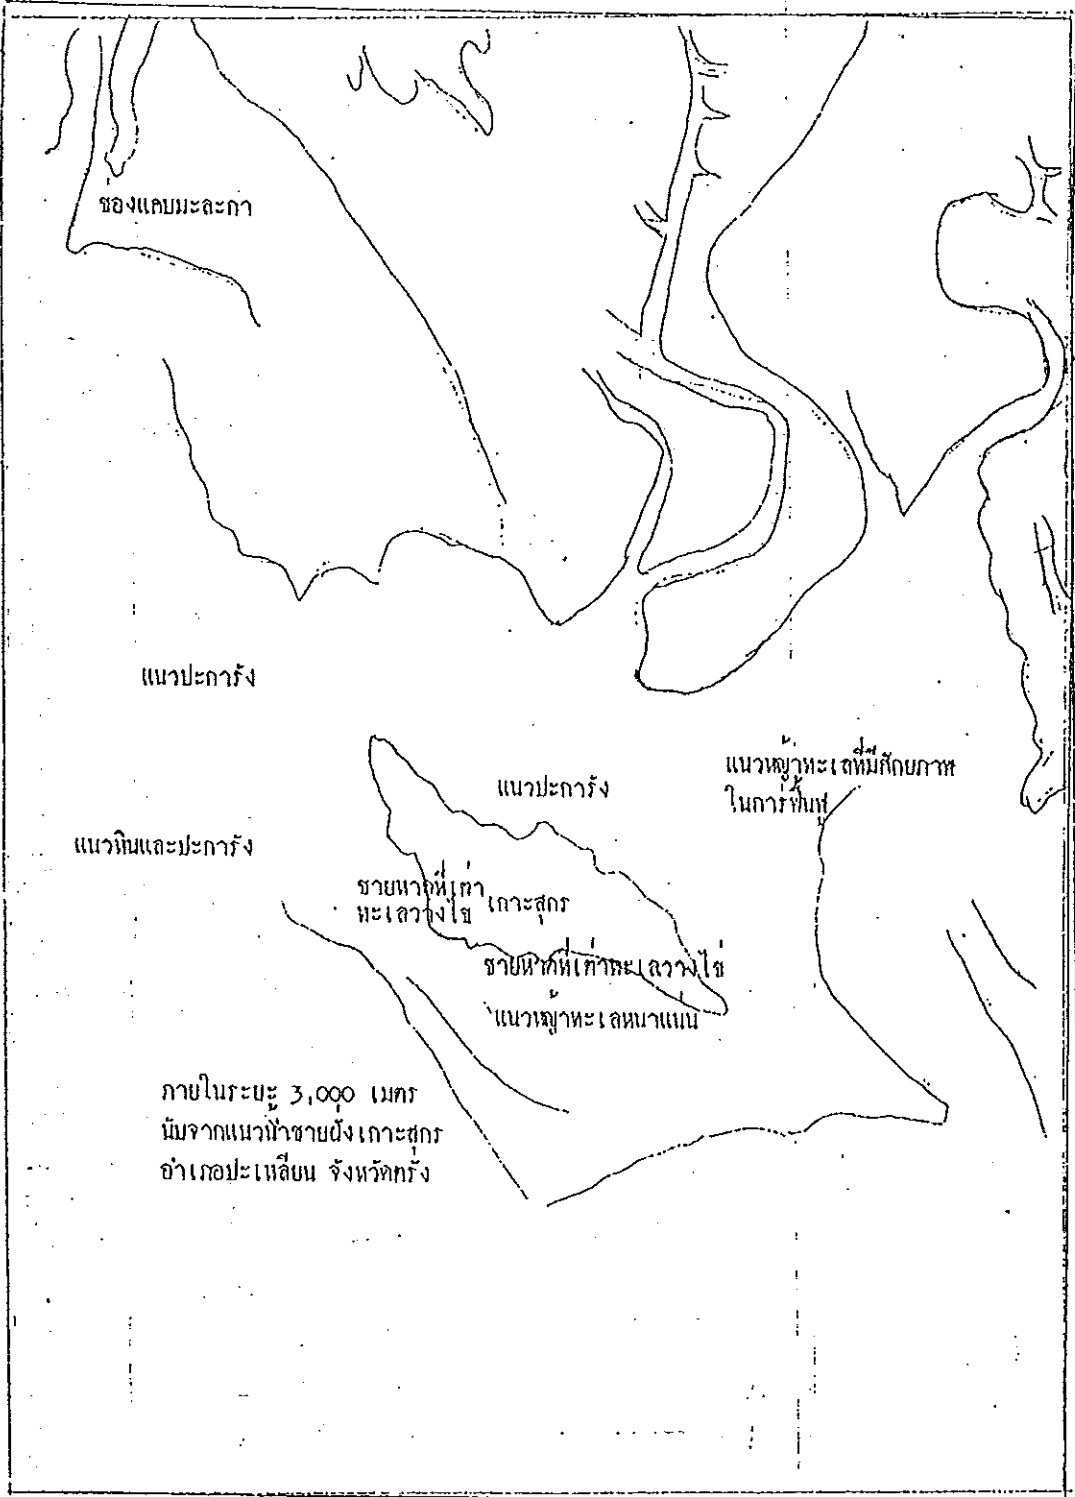 ช่องแคบมะละกา
แนวปะการัง
แนวปะการัง
แนวหญ้าทะเลที่มีศักยภาพ
ในการฟื้นฟู
แนวหินและปะการัง
ชายหาดที่เต่า
ทะเลวางไข่
เกาะสุกร
ชายหาดที่เต่าทะเลวางไข่
แนวหญ้าทะเลหนาแน่น
ภายในระยะ 3,000 เมตร
นับจากแนวน้ำชายฝั่งเกาะสุกร
อำเภอปะเหลียน จังหวัดตรัง